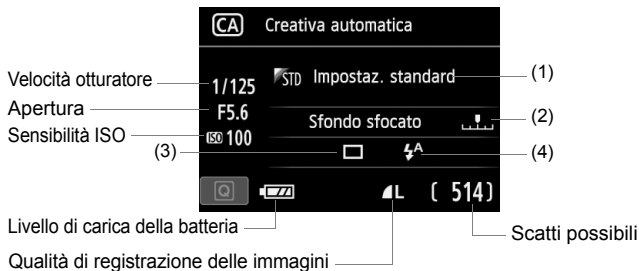 CA Creativa automatica
Velocità otturatore 1/125 STD Impostaz. standard (1)
Apertura F5.6 Sfondo sfocato (2)
Sensibilità ISO ISO 100
(3) A (4)
Q L ( 514)
Livello di carica della batteria
Scatti possibili
Qualità di registrazione delle immagini